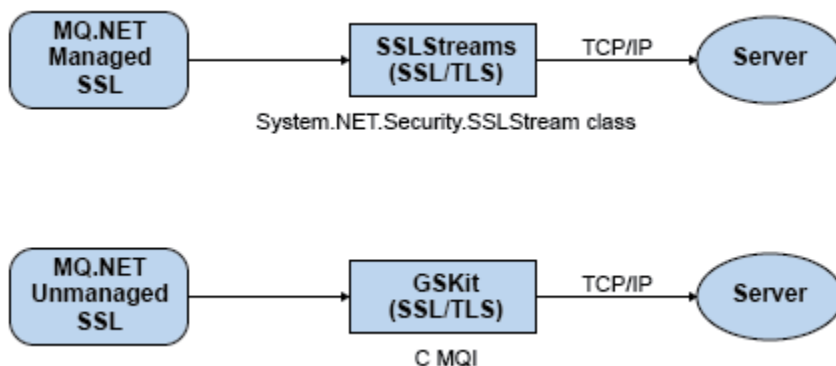 MQ.NET
Managed
SSL
SSLStreams
(SSL/TLS)
TCP/IP
Server
System.NET.Security.SSLStream class
MQ.NET
Unmanaged
SSL
GSKit
(SSL/TLS)
TCP/IP
Server
C MQI